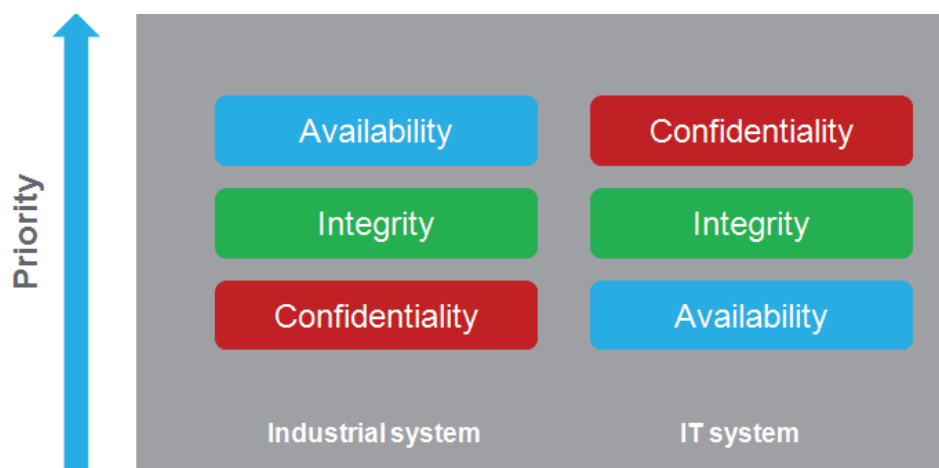 Priority
Availability
Confidentiality
Integrity
Integrity
Confidentiality
Availability
Industrial system
IT system